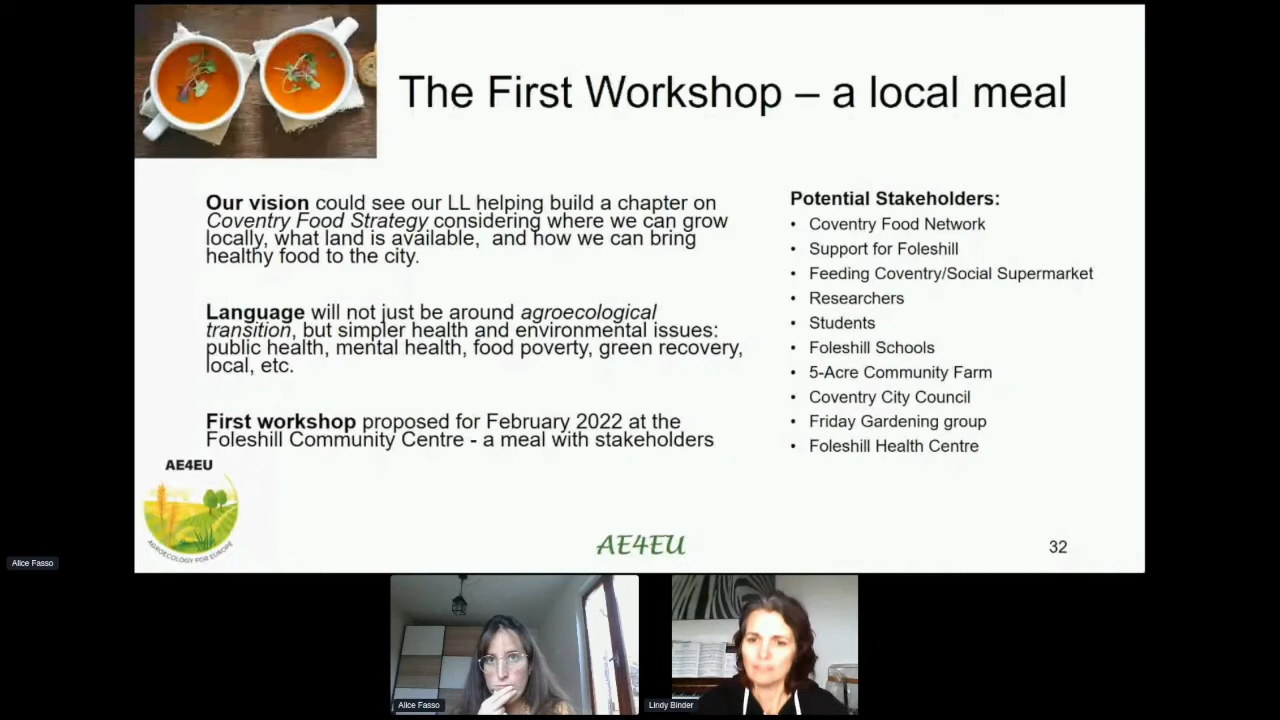 The First Workshop – a local meal
Our vision could see our LL helping build a chapter on
Coventry Food Strategy considering where we can grow
locally, what land is available, and how we can bring
healthy food to the city.
Language will not just be around agroecological
transition, but simpler health and environmental issues:
public health, mental health, food poverty, green recovery,
local, etc.
First workshop proposed for February 2022 at the
Foleshill Community Centre - a meal with stakeholders
Potential Stakeholders:
• Coventry Food Network
• Support for Foleshill
• Feeding Coventry/Social Supermarket
• Researchers
• Students
• Foleshill Schools
• 5-Acre Community Farm
• Coventry City Council
• Friday Gardening group
• Foleshill Health Centre
AE4EU
AGROECOLOGY FOR EUROPE
AE4EU
32
Alice Fasso
Alice Fasso
Lindy Binder